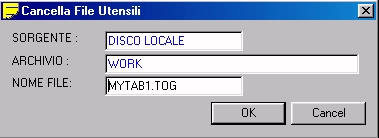 Cancella File Utensili
SORGENTE : DISCO LOCALE
ARCHIVIO : WORK
NOME FILE: MYTAB1.TOG
OK Cancel